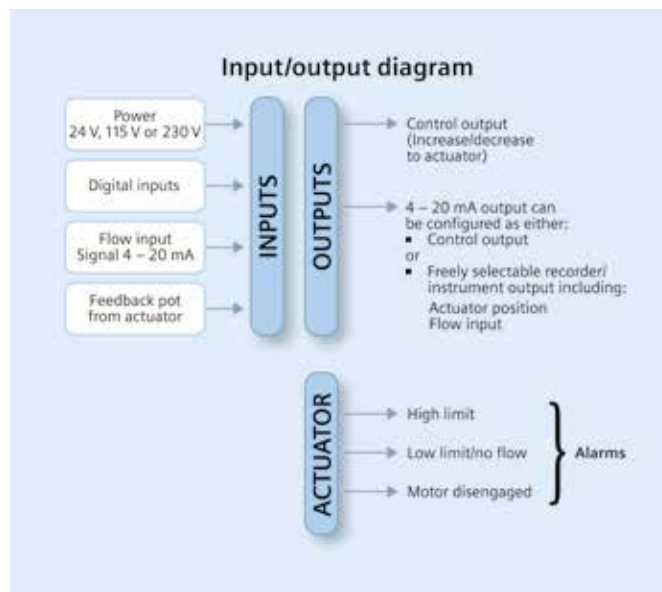 Input/output diagram
Power
24 V, 115 V or 230 V
Digital inputs
Flow input
Signal 4 – 20 mA
Feedback pot
from actuator
INPUTS
OUTPUTS
Control output
(Increase/decrease
to actuator)
4 – 20 mA output can
be configured as either:
▪ Control output
or
▪ Freely selectable recorder/
instrument output including:
Actuator position
Flow input
ACTUATOR
High limit
Low limit/no flow
Motor disengaged
Alarms